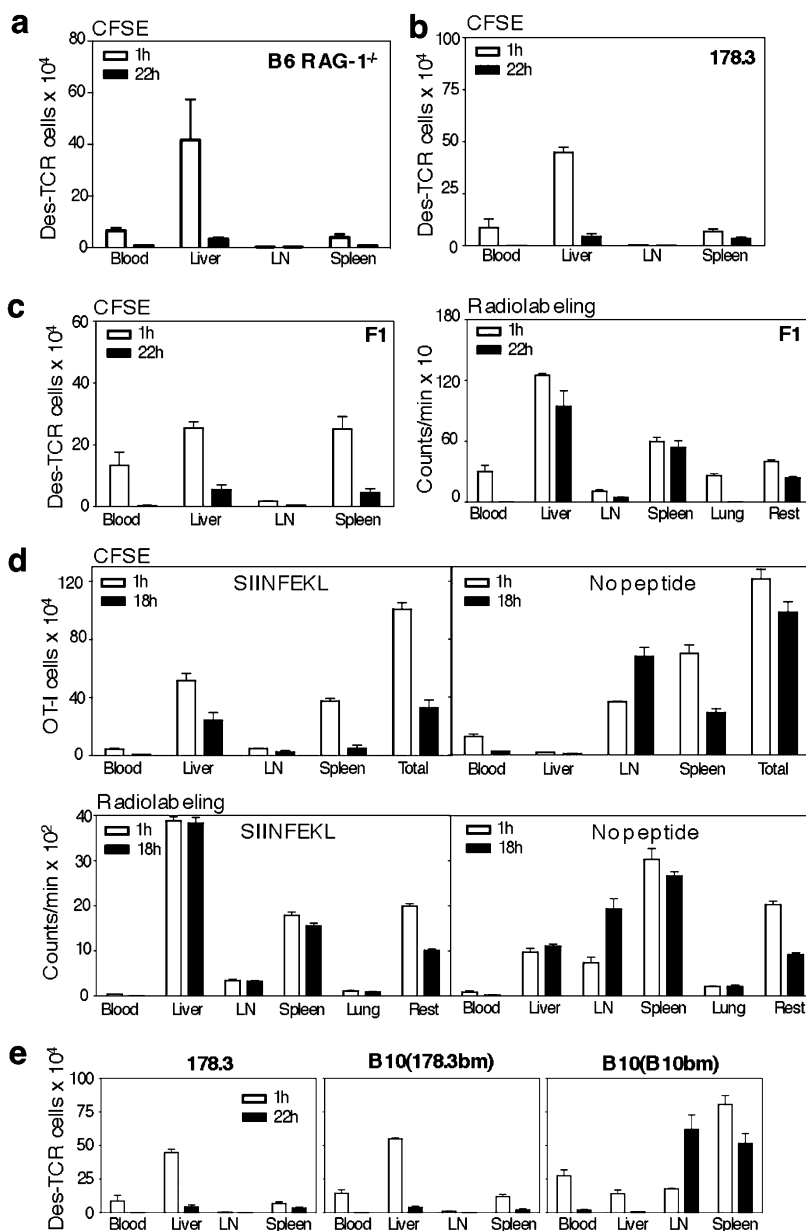 a
CFSE
1h
22h
B6 RAG-1-/-
Des-TCR cells x 10⁴
80
60
40
20
0
Blood Liver LN Spleen
b
CFSE
1h
22h
178.3
Des-TCR cells x 10⁴
100
75
50
25
0
Blood Liver LN Spleen
c
CFSE
1h
22h
F1
Des-TCR cells x 10⁴
60
40
20
0
Blood Liver LN Spleen
Radiolabeling
1h
22h
F1
Counts/min x 10
180
120
60
0
Blood Liver LN Spleen Lung Rest
d
CFSE
1h
18h
SIINFEKL
OT-I cells x 10⁴
120
80
40
0
Blood Liver LN Spleen Total
1h
18h
No peptide
Blood Liver LN Spleen Total
Radiolabeling
1h
18h
SIINFEKL
Counts/min x 10²
40
30
20
10
0
Blood Liver LN Spleen Lung Rest
1h
18h
No peptide
Blood Liver LN Spleen Lung Rest
e
178.3
1h
22h
Des-TCR cells x 10⁴
100
75
50
25
0
Blood Liver LN Spleen
B10(178.3bm)
Blood Liver LN Spleen
B10(B10bm)
Blood Liver LN Spleen